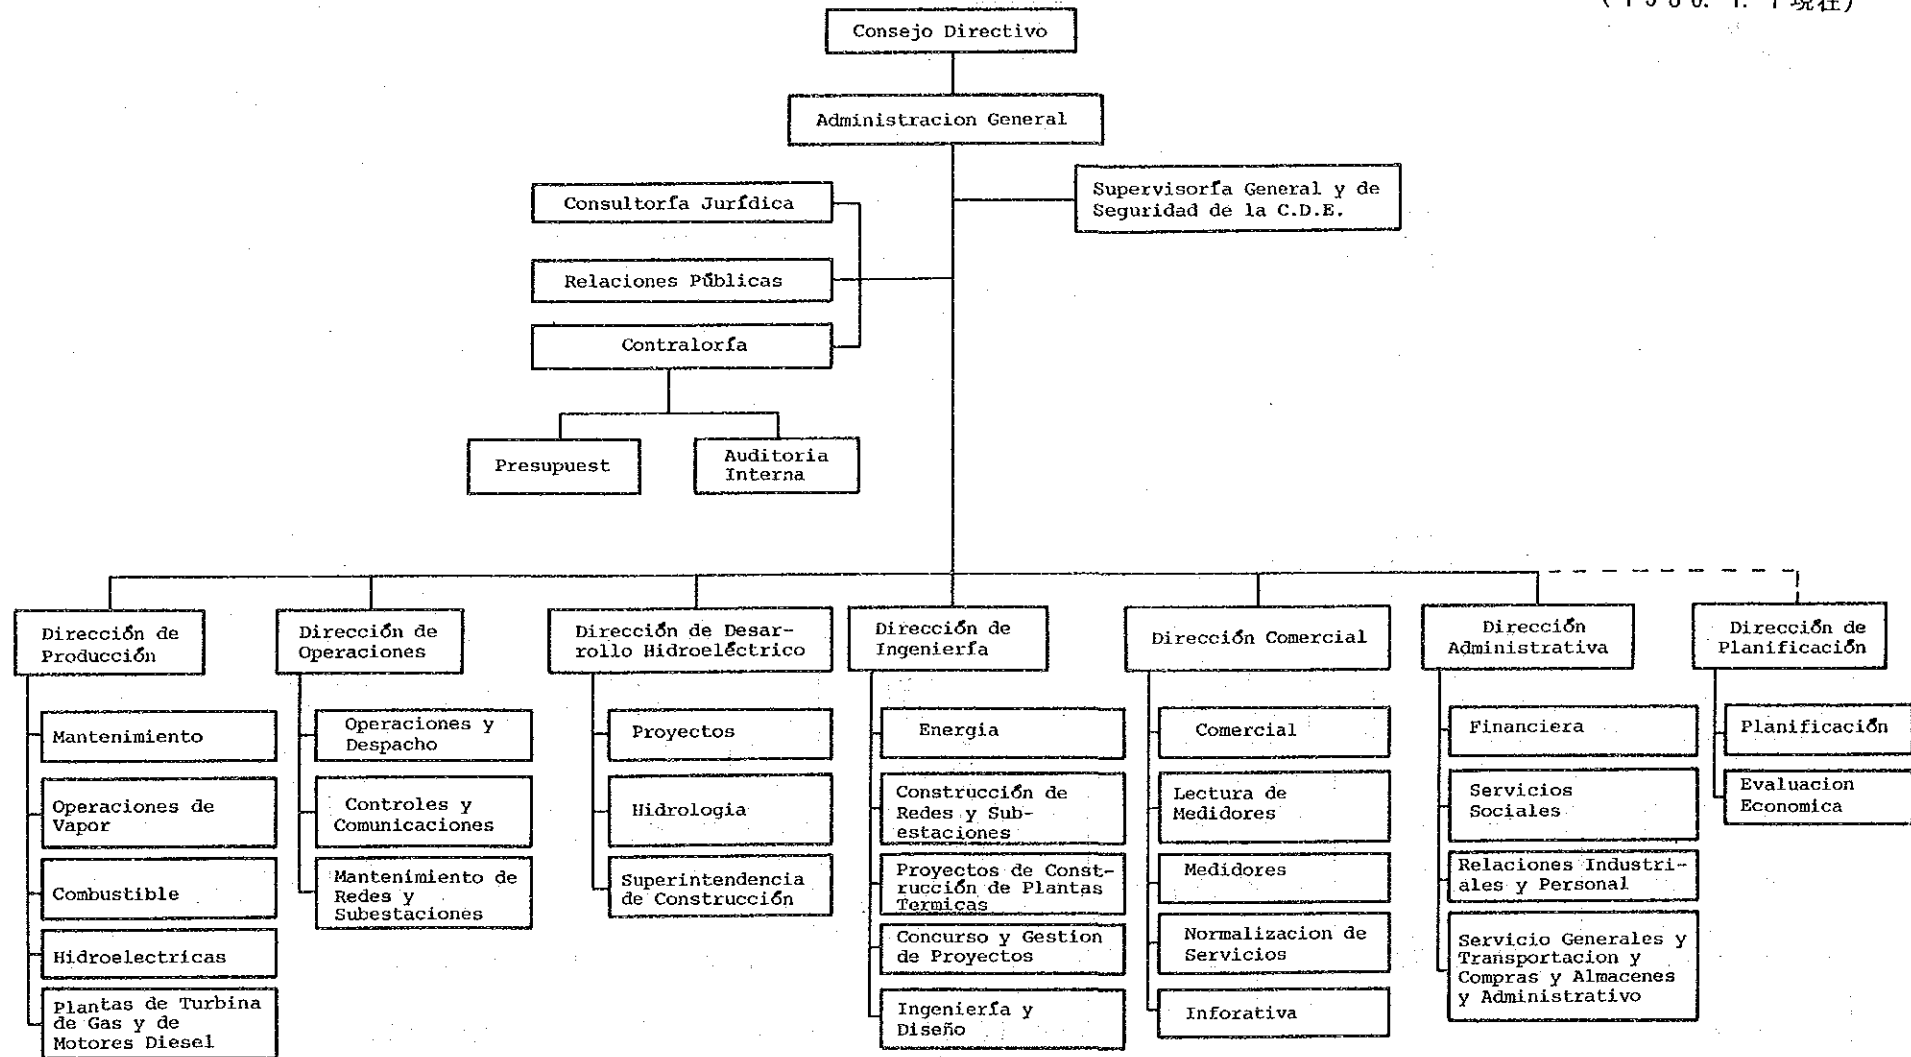 (1980. 1. 1 現在)
Consejo Directivo
Administracion General
Supervisoría General y de
Seguridad de la C.D.E.
Consultoría Jurídica
Relaciones Públicas
Contraloría
Presupuest
Auditoria
Interna
Dirección de
Producción
Mantenimiento
Operaciones de
Vapor
Combustible
Hidroelectricas
Plantas de Turbina
de Gas y de
Motores Diesel
Dirección de
Operaciones
Operaciones y
Despacho
Controles y
Comunicaciones
Mantenimiento de
Redes y
Subestaciones
Dirección de Desar-
rollo Hidroeléctrico
Proyectos
Hidrologia
Superintendencia
de Construcción
Dirección de
Ingeniería
Energia
Construcción de
Redes y Sub-
estaciones
Proyectos de Const-
rucción de Plantas
Termicas
Concurso y Gestion
de Proyectos
Ingeniería y
Diseño
Dirección Comercial
Comercial
Lectura de
Medidores
Medidores
Normalizacion de
Servicios
Inforativa
Dirección
Administrativa
Financiera
Servicios
Sociales
Relaciones Industri-
ales y Personal
Servicio Generales y
Transportacion y
Compras y Almacenes
y Administrativo
Dirección de
Planificación
Planificación
Evaluacion
Economica